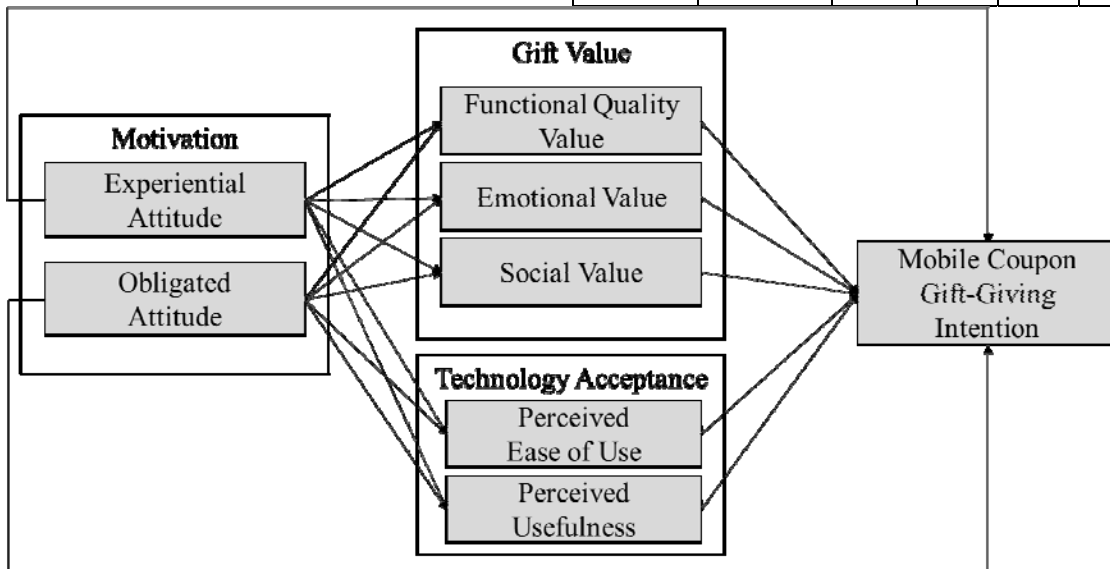 Motivation
Experiential
Attitude
Obligated
Attitude
Gift Value
Functional Quality
Value
Emotional Value
Social Value
Technology Acceptance
Perceived
Ease of Use
Perceived
Usefulness
Mobile Coupon
Gift-Giving
Intention